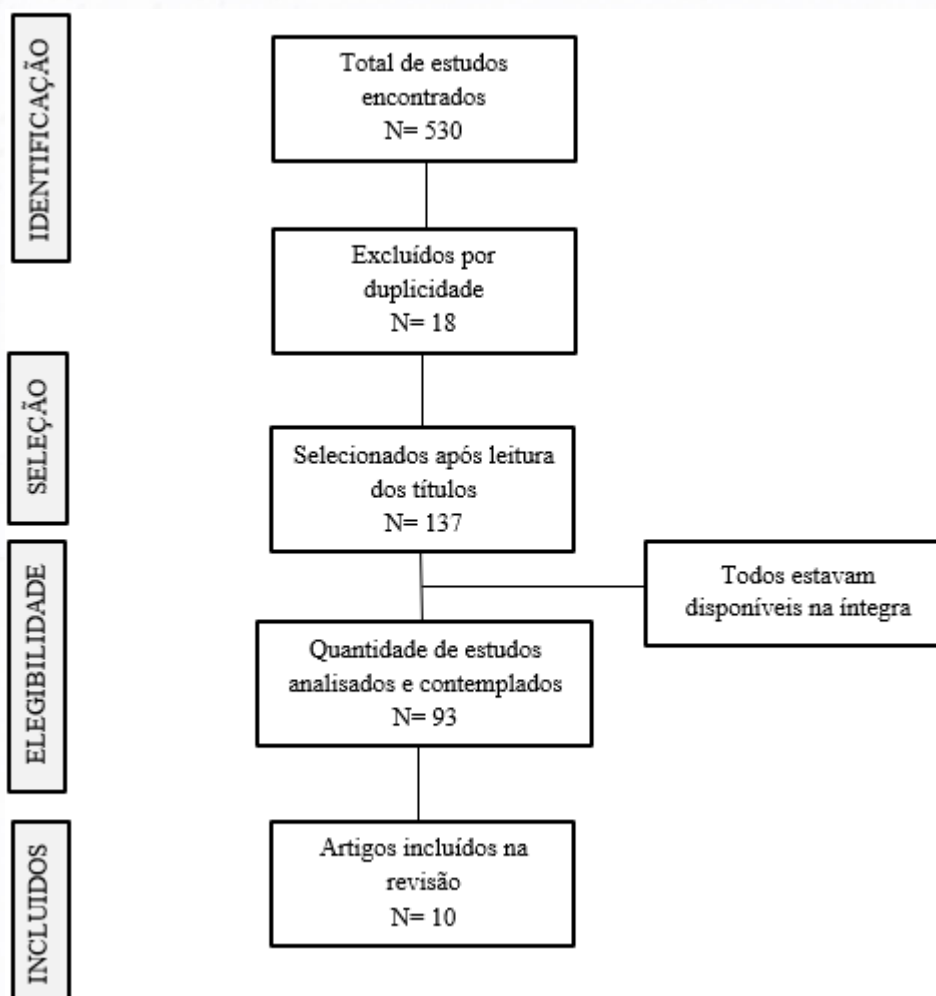 IDENTIFICAÇÃO
Total de estudos
encontrados
N= 530
Excluídos por
duplicidade
N= 18
SELEÇÃO
Selecionados após leitura
dos títulos
N= 137
ELEGIBILIDADE
Todos estavam
disponíveis na íntegra
Quantidade de estudos
analisados e contemplados
N= 93
INCLUIDOS
Artigos incluídos na
revisão
N= 10